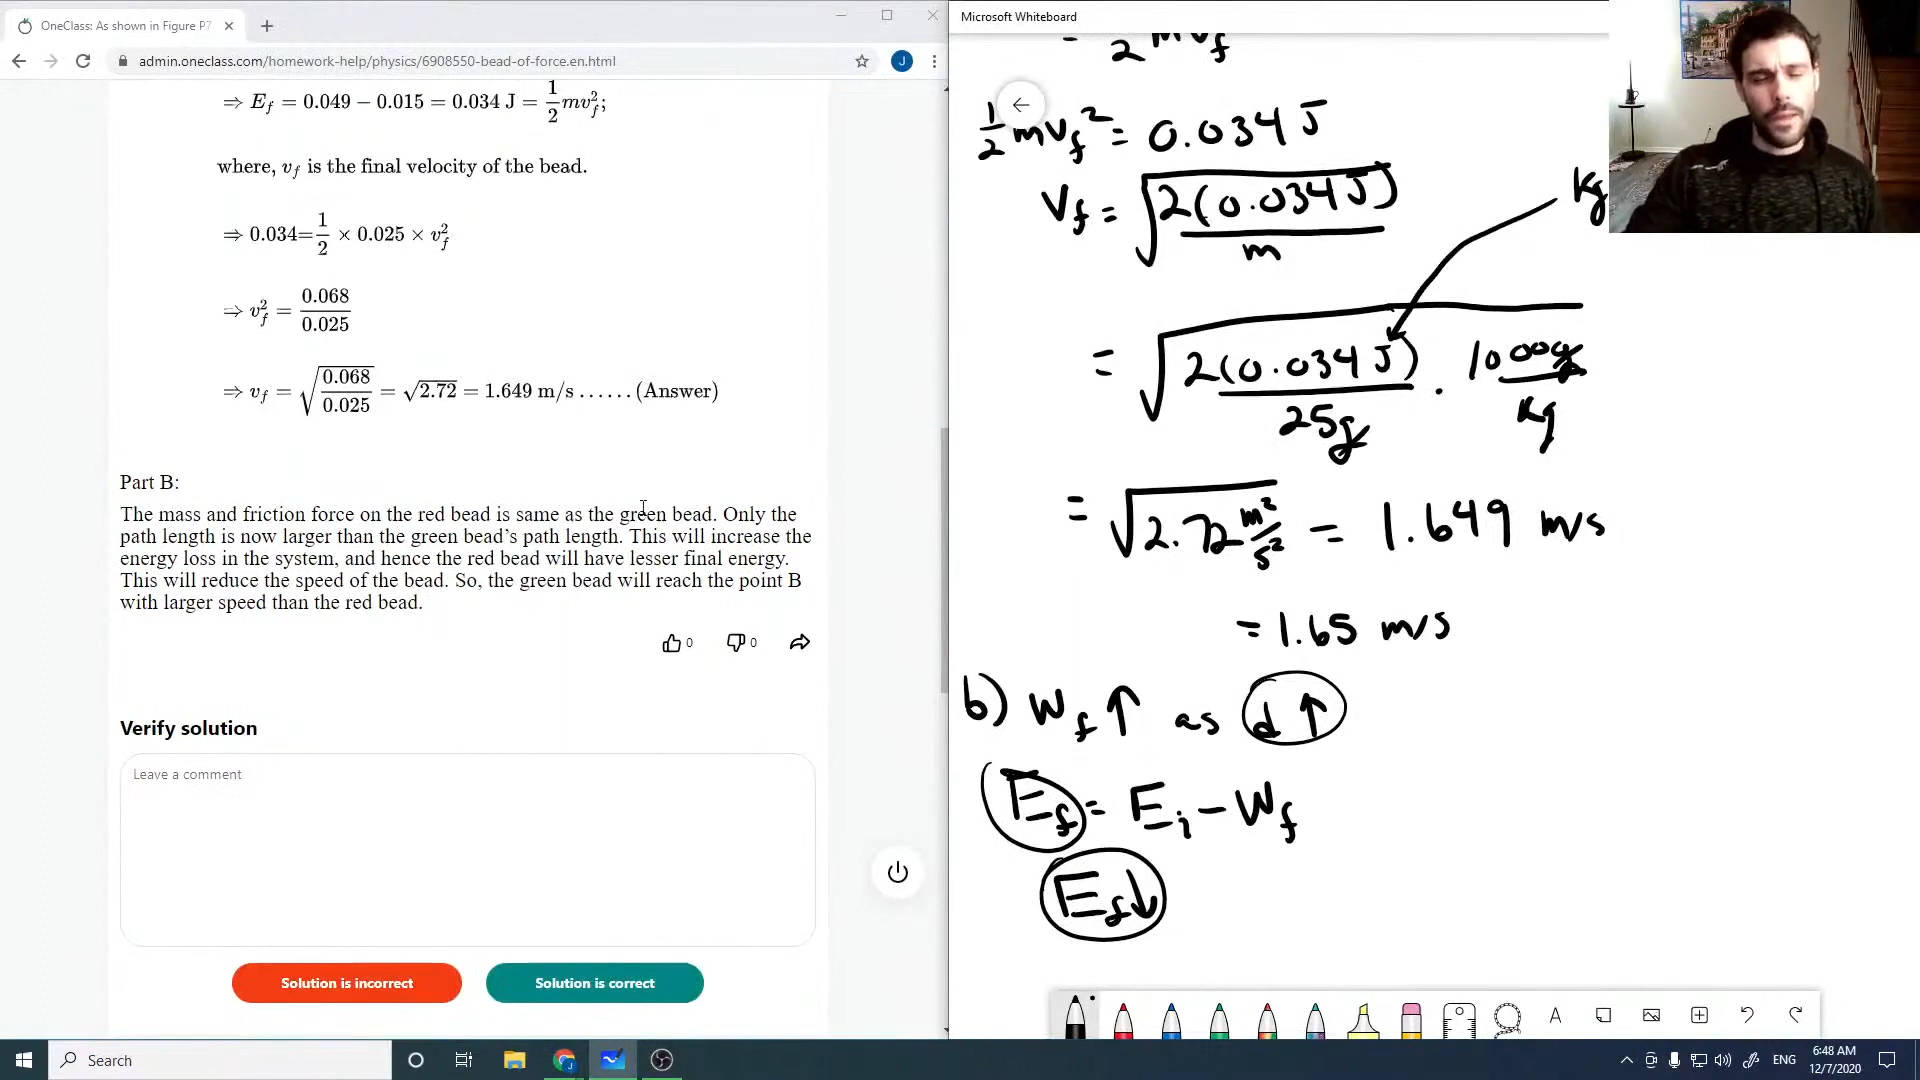 OneClass: As shown in Figure P7
admin.oneclass.com/homework-help/physics/6908550-bead-of-force.en.html
J
⇒ E_f = 0.049 − 0.015 = 0.034 J = 1/2 mv_f^2;
where, v_f is the final velocity of the bead.
⇒ 0.034= 1/2 × 0.025 × v_f^2
⇒ v_f^2 = 0.068/0.025
⇒ v_f = √(0.068/0.025) = √2.72 = 1.649 m/s ...... (Answer)
Part B:
The mass and friction force on the red bead is same as the green bead. Only the
path length is now larger than the green bead's path length. This will increase the
energy loss in the system, and hence the red bead will have lesser final energy.
This will reduce the speed of the bead. So, the green bead will reach the point B
with larger speed than the red bead.
0
0
Verify solution
Leave a comment
Solution is incorrect
Solution is correct
Microsoft Whiteboard
= 1/2 mv_f
1/2 mv_f^2 = 0.034 J
v_f = √(2(0.034 J)/m)
kg
= √(2(0.034 J)/25g · 1000g/kg)
= √(2.72 m^2/s^2) = 1.649 m/s
= 1.65 m/s
b) W_f ↑ as d ↑
E_f = E_i − W_f
E_f ↓
A
Search
ENG
6:48 AM
12/7/2020